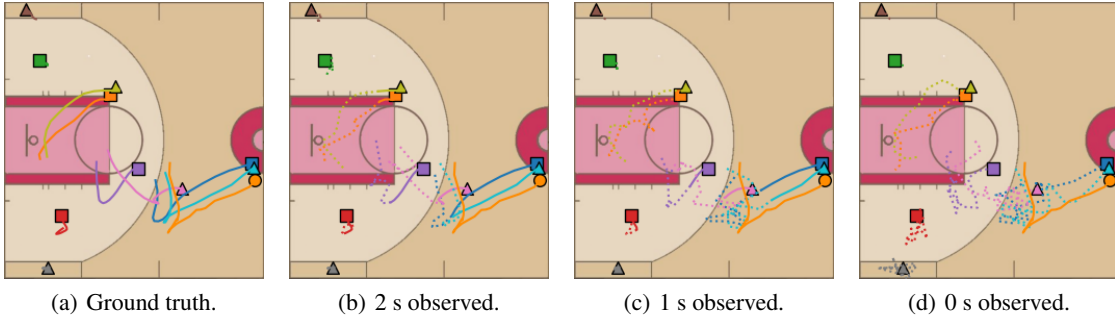 (a) Ground truth.
(b) 2 s observed.
(c) 1 s observed.
(d) 0 s observed.